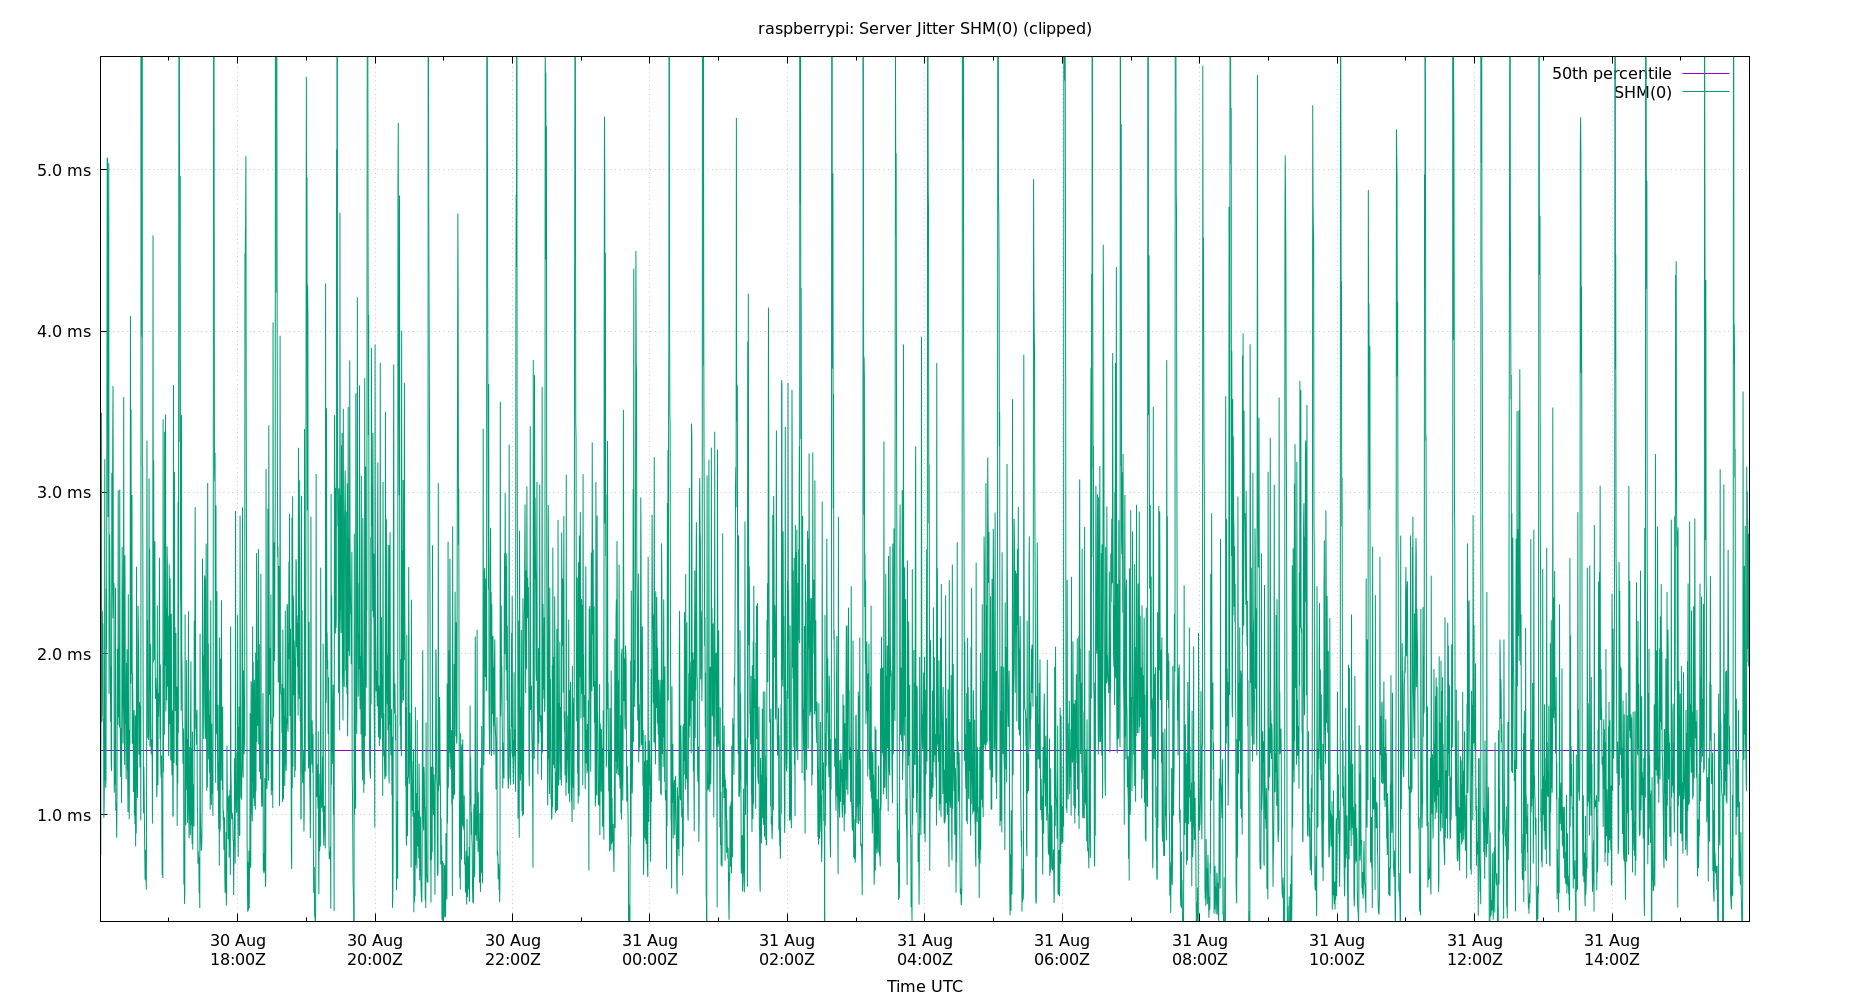 raspberrypi: Server Jitter SHM(0) (clipped)
50th percentile
SHM(0)
5.0 ms
4.0 ms
3.0 ms
2.0 ms
1.0 ms
30 Aug 30 Aug 30 Aug 31 Aug 31 Aug 31 Aug 31 Aug 31 Aug 31 Aug 31 Aug 31 Aug
18:00Z 20:00Z 22:00Z 00:00Z 02:00Z 04:00Z 06:00Z 08:00Z 10:00Z 12:00Z 14:00Z
Time UTC